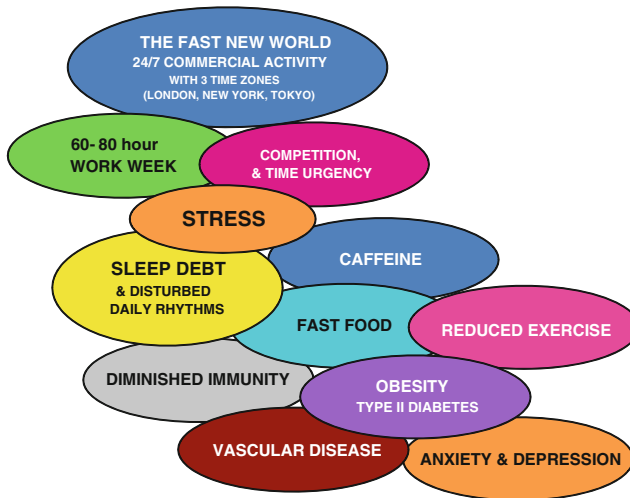 THE FAST NEW WORLD
24/7 COMMERCIAL ACTIVITY
WITH 3 TIME ZONES
(LONDON, NEW YORK, TOKYO)
60- 80 hour
WORK WEEK
COMPETITION,
& TIME URGENCY
STRESS
CAFFEINE
SLEEP DEBT
& DISTURBED
DAILY RHYTHMS
FAST FOOD
REDUCED EXERCISE
DIMINISHED IMMUNITY
OBESITY
TYPE II DIABETES
VASCULAR DISEASE
ANXIETY & DEPRESSION